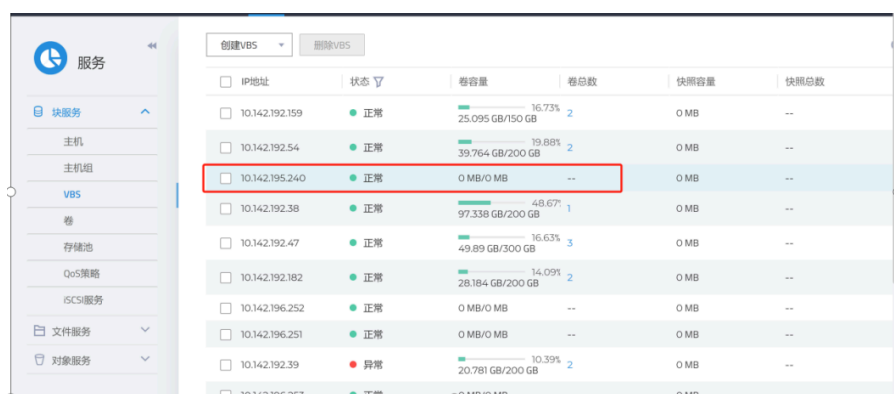 服务
块服务
主机
主机组
VBS
卷
存储池
QoS策略
iSCSI服务
文件服务
对象服务
创建VBS 删除VBS
IP地址 状态 卷容量 卷总数 快照容量 快照总数
10.142.192.159 正常 16.73% 25.095 GB/150 GB 2 0 MB --
10.142.192.54 正常 19.88% 39.764 GB/200 GB 2 0 MB --
10.142.195.240 正常 0 MB/0 MB -- 0 MB --
10.142.192.38 正常 48.67% 97.338 GB/200 GB 1 0 MB --
10.142.192.47 正常 16.63% 49.89 GB/300 GB 3 0 MB --
10.142.192.182 正常 14.09% 28.184 GB/200 GB 2 0 MB --
10.142.196.252 正常 0 MB/0 MB -- 0 MB --
10.142.196.251 正常 0 MB/0 MB -- 0 MB --
10.142.192.39 异常 10.39% 20.781 GB/200 GB 2 0 MB --